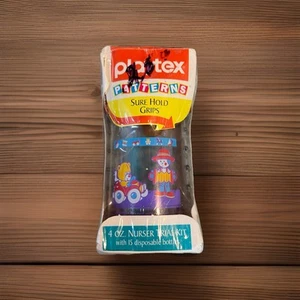 playtex
PATTERNS
SURE HOLD
GRIPS
4 OZ. NURSER TRIAL KIT
with 15 disposable bottles